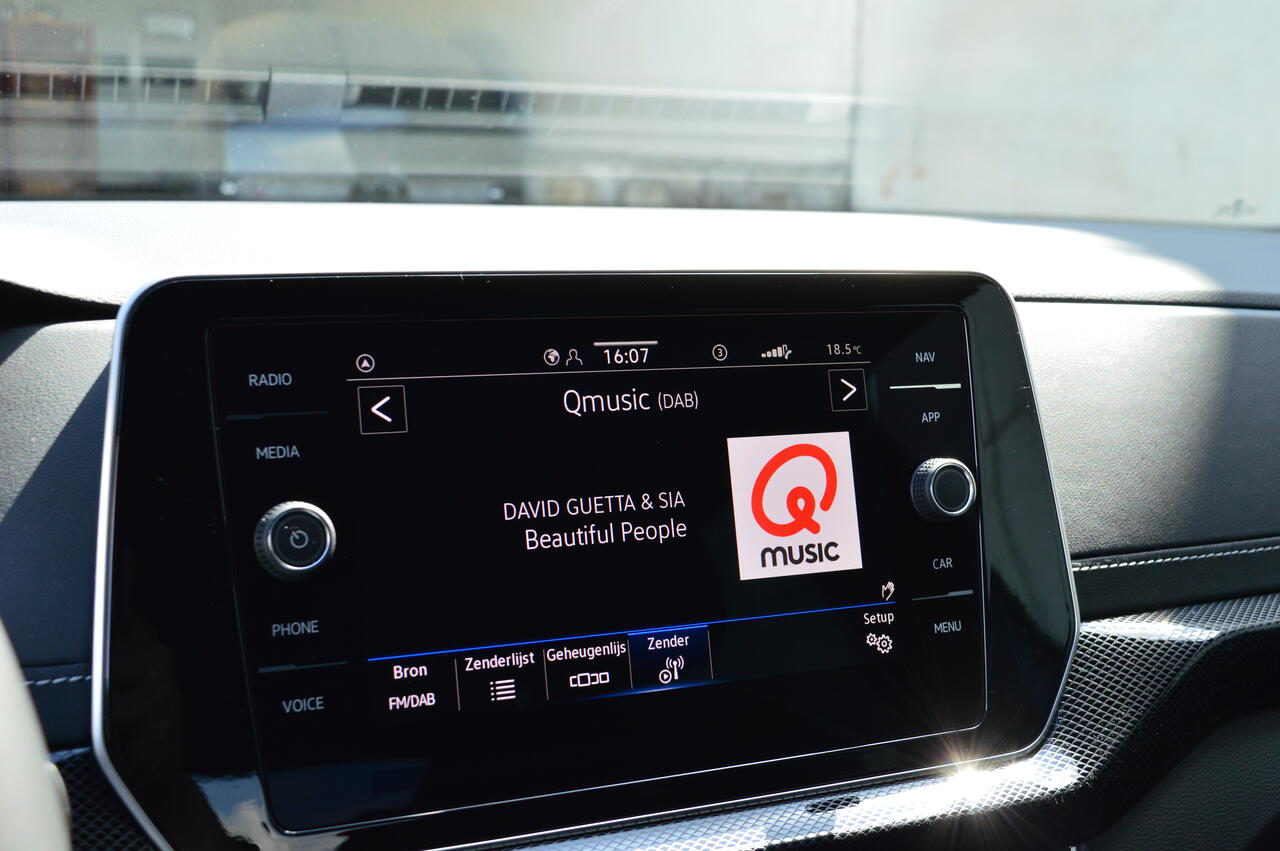 RADIO
MEDIA
PHONE
VOICE
16:07
3
18.5°C
Qmusic (DAB)
DAVID GUETTA & SIA
Beautiful People
Q
music
Bron
FM/DAB
Zenderlijst
Geheugenlijs
Zender
Setup
NAV
APP
CAR
MENU